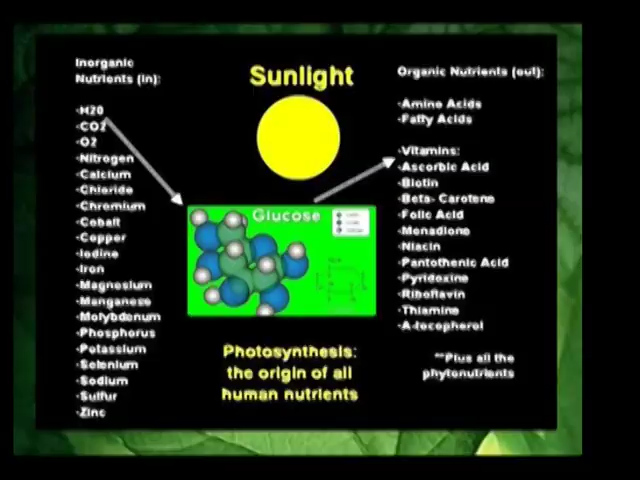 Inorganic
Nutrients (in):
·H20
·CO2
·O2
·Nitrogen
·Calcium
·Chloride
·Chromium
·Cobalt
·Copper
·Iodine
·Iron
·Magnesium
·Manganese
·Molybdenum
·Phosphorus
·Potassium
·Selenium
·Sodium
·Sulfur
·Zinc
Sunlight
Glucose
Photosynthesis:
the origin of all
human nutrients
Organic Nutrients (out):
·Amino Acids
·Fatty Acids
·Vitamins:
·Ascorbic Acid
·Biotin
·Beta- Carotene
·Folic Acid
·Menadione
·Niacin
·Pantothenic Acid
·Pyridoxine
·Riboflavin
·Thiamine
·A-tocopherol
**Plus all the
phytonutrients